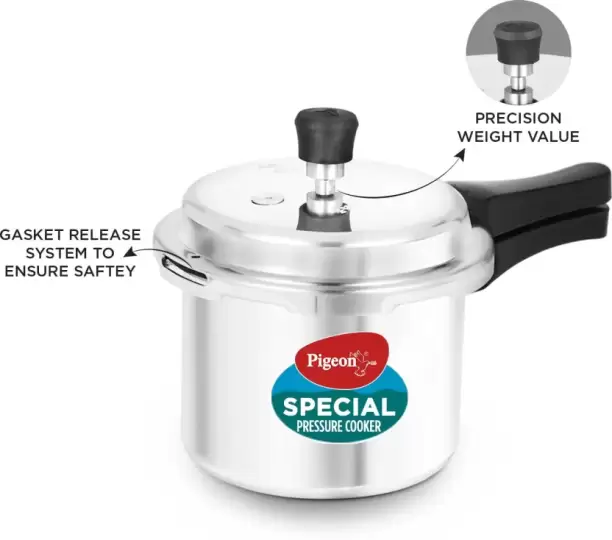 PRECISION
WEIGHT VALUE
GASKET RELEASE
SYSTEM TO
ENSURE SAFTEY
Pigeon
SPECIAL
PRESSURE COOKER